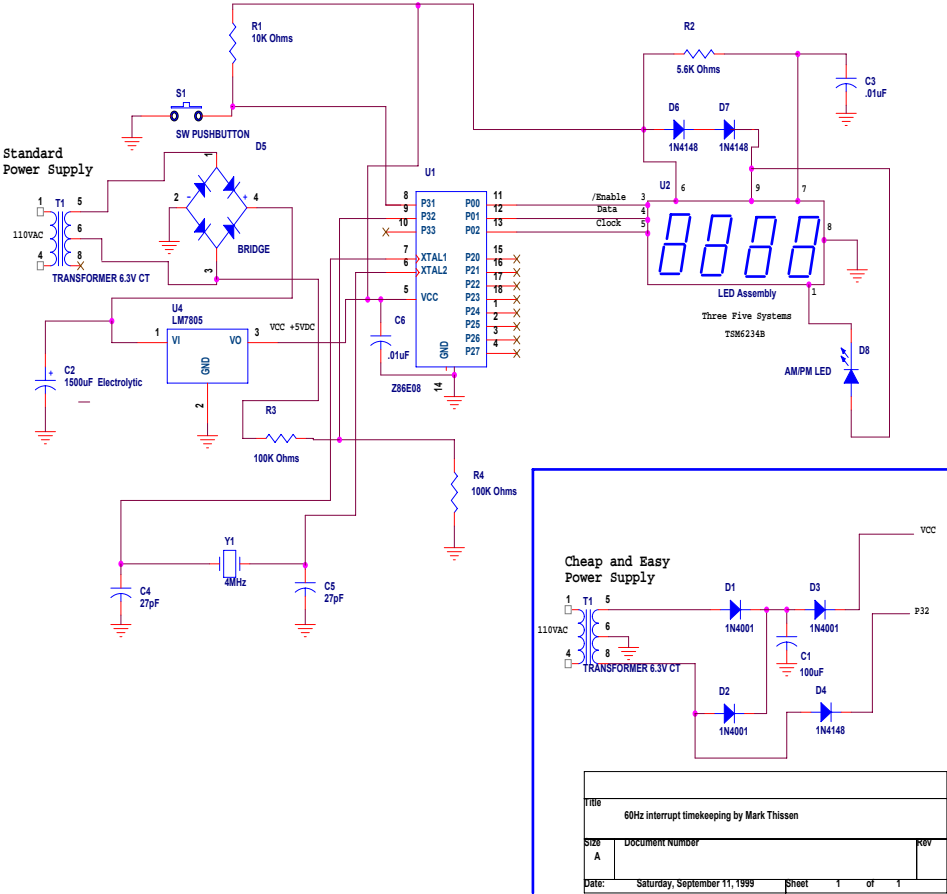 R1
10K Ohms
R2
5.6K Ohms
C3
.01uF
S1
SW PUSHBUTTON
D5
D6
D7
1N4148
1N4148
Standard
Power Supply
1
2
-
+
4
3
BRIDGE
T1
1
5
6
110VAC
4
8
TRANSFORMER 6.3V CT
U1
8
P31
9
P32
10
P33
7
XTAL1
6
XTAL2
5
VCC
P00
11
P01
12
P02
13
P20
15
P21
16
P22
17
P23
18
P24
1
P25
2
P26
3
P27
4
GND
14
Z86E08
/Enable
3
Data
4
Clock
5
U2
6
9
7
8
1
LED Assembly
Three Five Systems
TSM6234B
D8
AM/PM LED
U4
LM7805
1
VI
VO
3
GND
2
VCC +5VDC
C6
.01uF
+
C2
1500uF Electrolytic
R3
100K Ohms
R4
100K Ohms
Y1
4MHz
C4
27pF
C5
27pF
Cheap and Easy
Power Supply
1
T1
5
110VAC
6
4
8
TRANSFORMER 6.3V CT
D1
1N4001
D3
1N4001
VCC
P32
C1
100uF
D2
1N4001
D4
1N4148
Title
60Hz interrupt timekeeping by Mark Thissen
Size
Document Number
Rev
A
Date: Saturday, September 11, 1999 Sheet 1 of 1